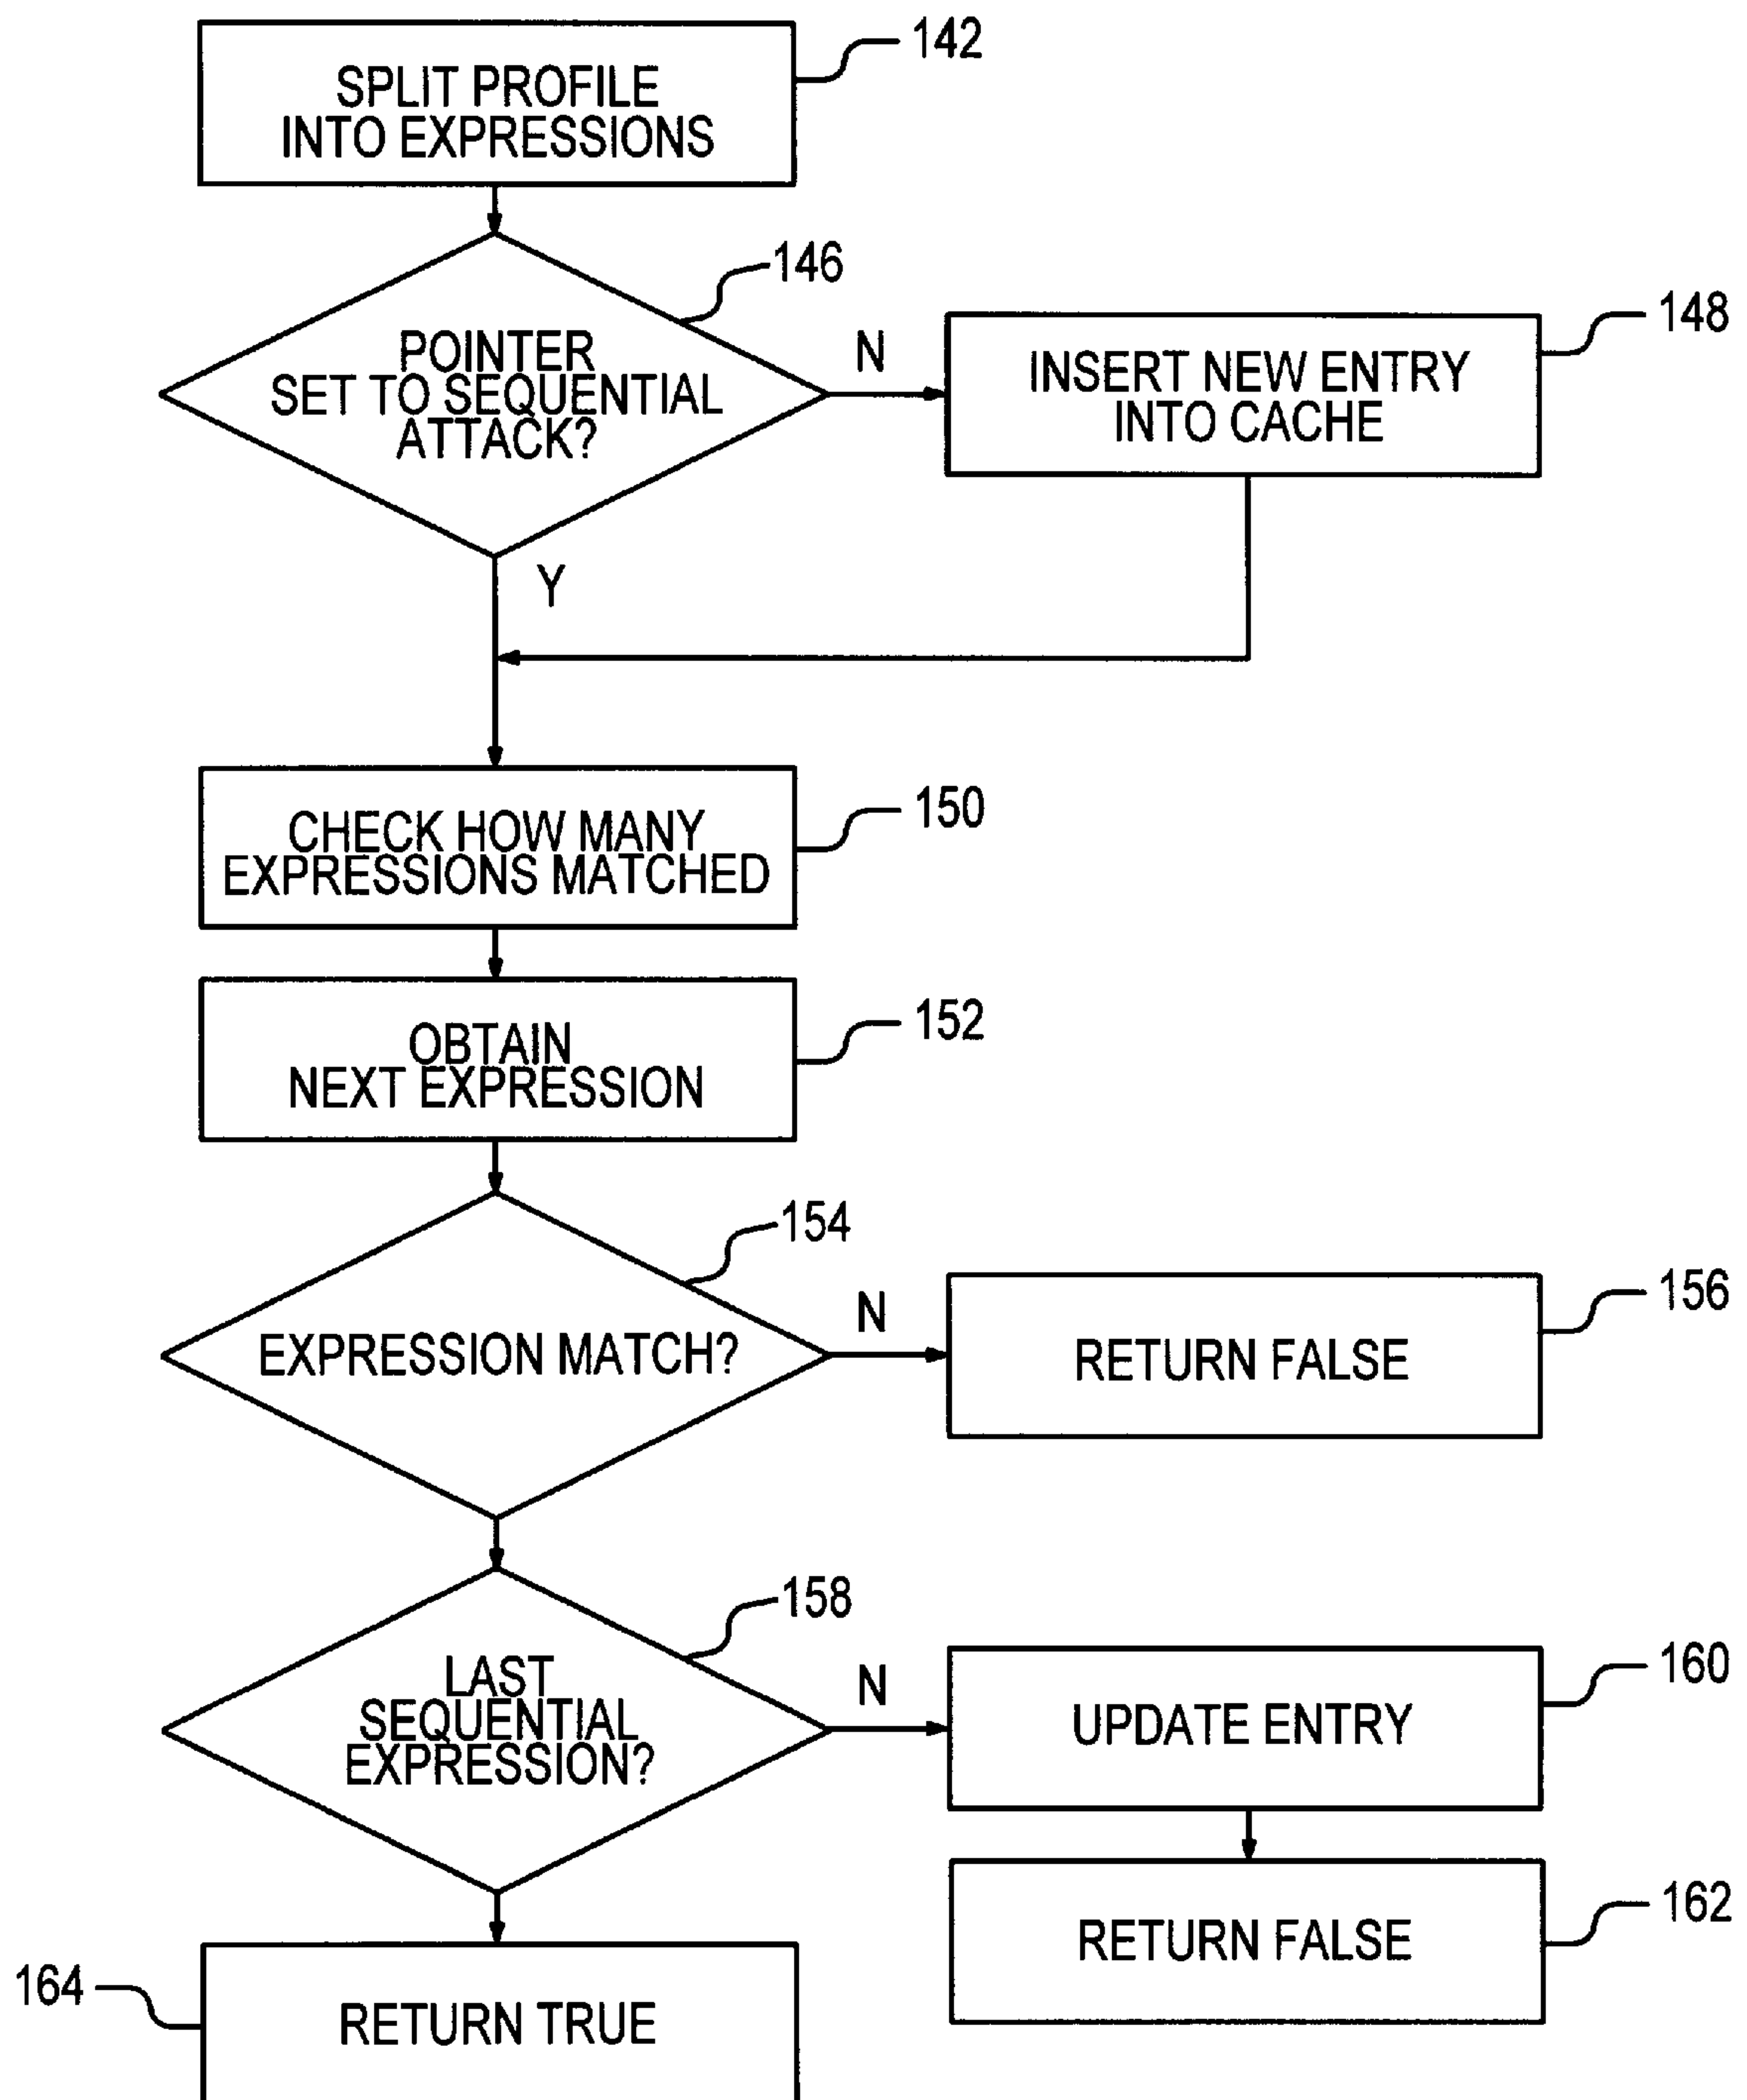 142
SPLIT PROFILE
INTO EXPRESSIONS
146
POINTER
SET TO SEQUENTIAL
ATTACK?
N
148
INSERT NEW ENTRY
INTO CACHE
Y
150
CHECK HOW MANY
EXPRESSIONS MATCHED
152
OBTAIN
NEXT EXPRESSION
154
EXPRESSION MATCH?
N
156
RETURN FALSE
158
LAST
SEQUENTIAL
EXPRESSION?
N
160
UPDATE ENTRY
162
RETURN FALSE
164
RETURN TRUE